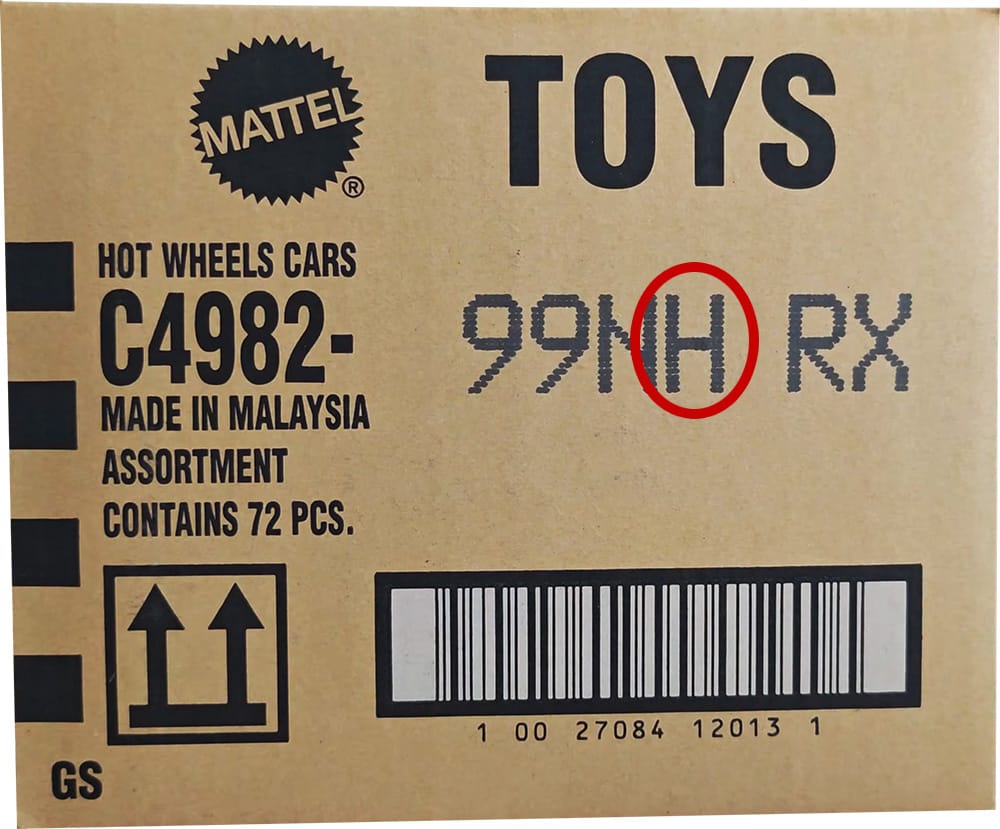 MATTEL
®
TOYS
HOT WHEELS CARS
C4982-
MADE IN MALAYSIA
ASSORTMENT
CONTAINS 72 PCS.
99NH RX
1 00 27084 12013 1
GS